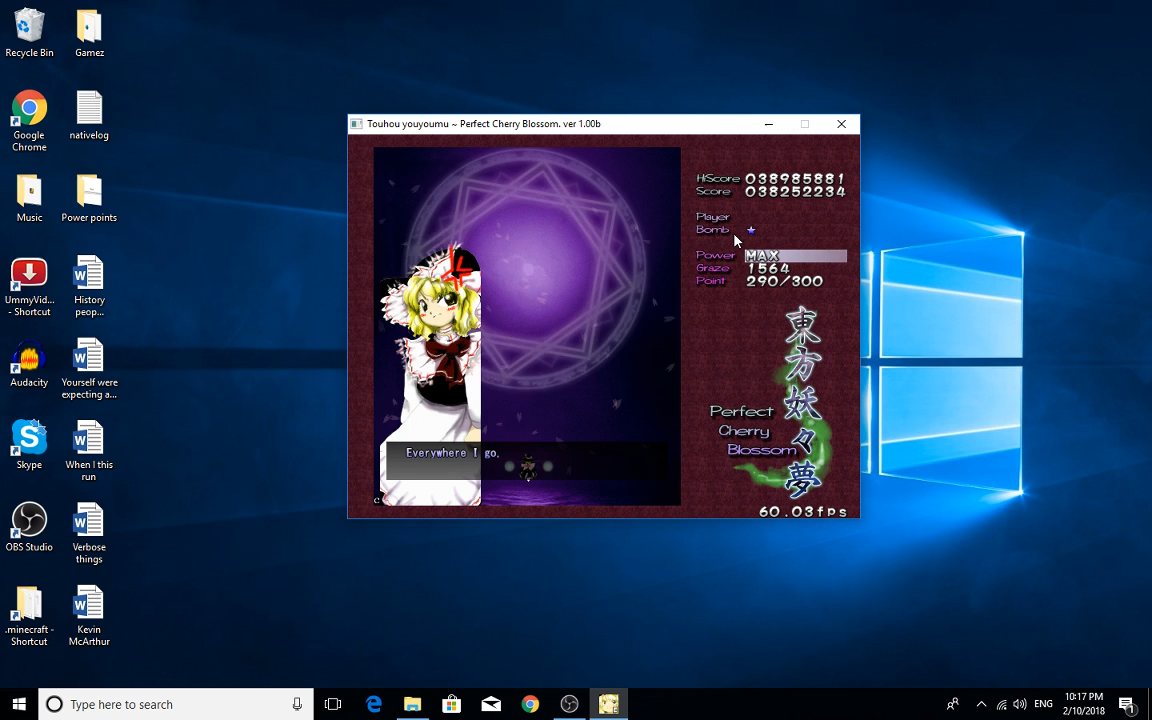 Recycle Bin
Gamez
Google
Chrome
nativelog
Music
Power points
UmmyVid...
- Shortcut
History
peop...
Audacity
Yourself were
expecting a...
Skype
When I this
run
OBS Studio
Verbose
things
.minecraft -
Shortcut
Kevin
McArthur
Touhou youyoumu ~ Perfect Cherry Blossom. ver 1.00b
HiScore 038985881
Score 038252234
Player
Bomb
Power MAX
Graze 1564
Point 290/300
東方妖々夢
Perfect
Cherry
Blossom
Everywhere I go,
60.03fps
Type here to search
ENG
10:17 PM
2/10/2018
1